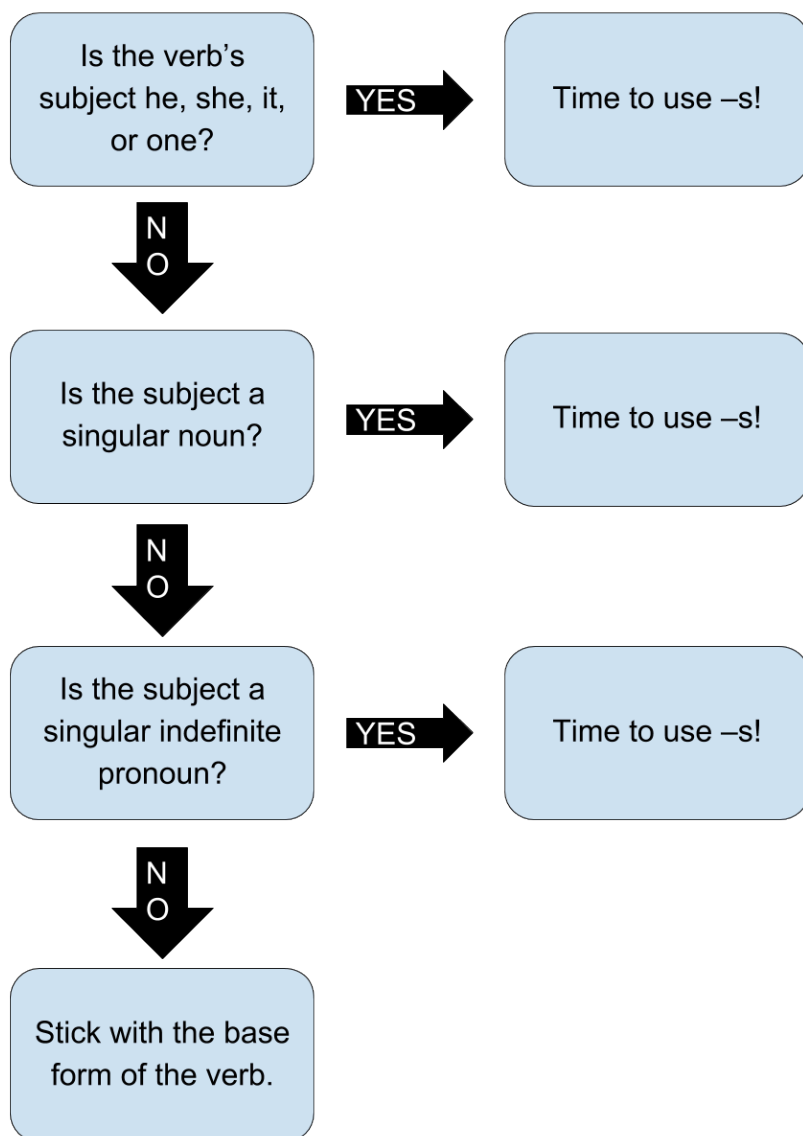 Is the verb’s
subject he, she, it,
or one?
YES
Time to use –s!
N
O
Is the subject a
singular noun?
YES
Time to use –s!
N
O
Is the subject a
singular indefinite
pronoun?
YES
Time to use –s!
N
O
Stick with the base
form of the verb.